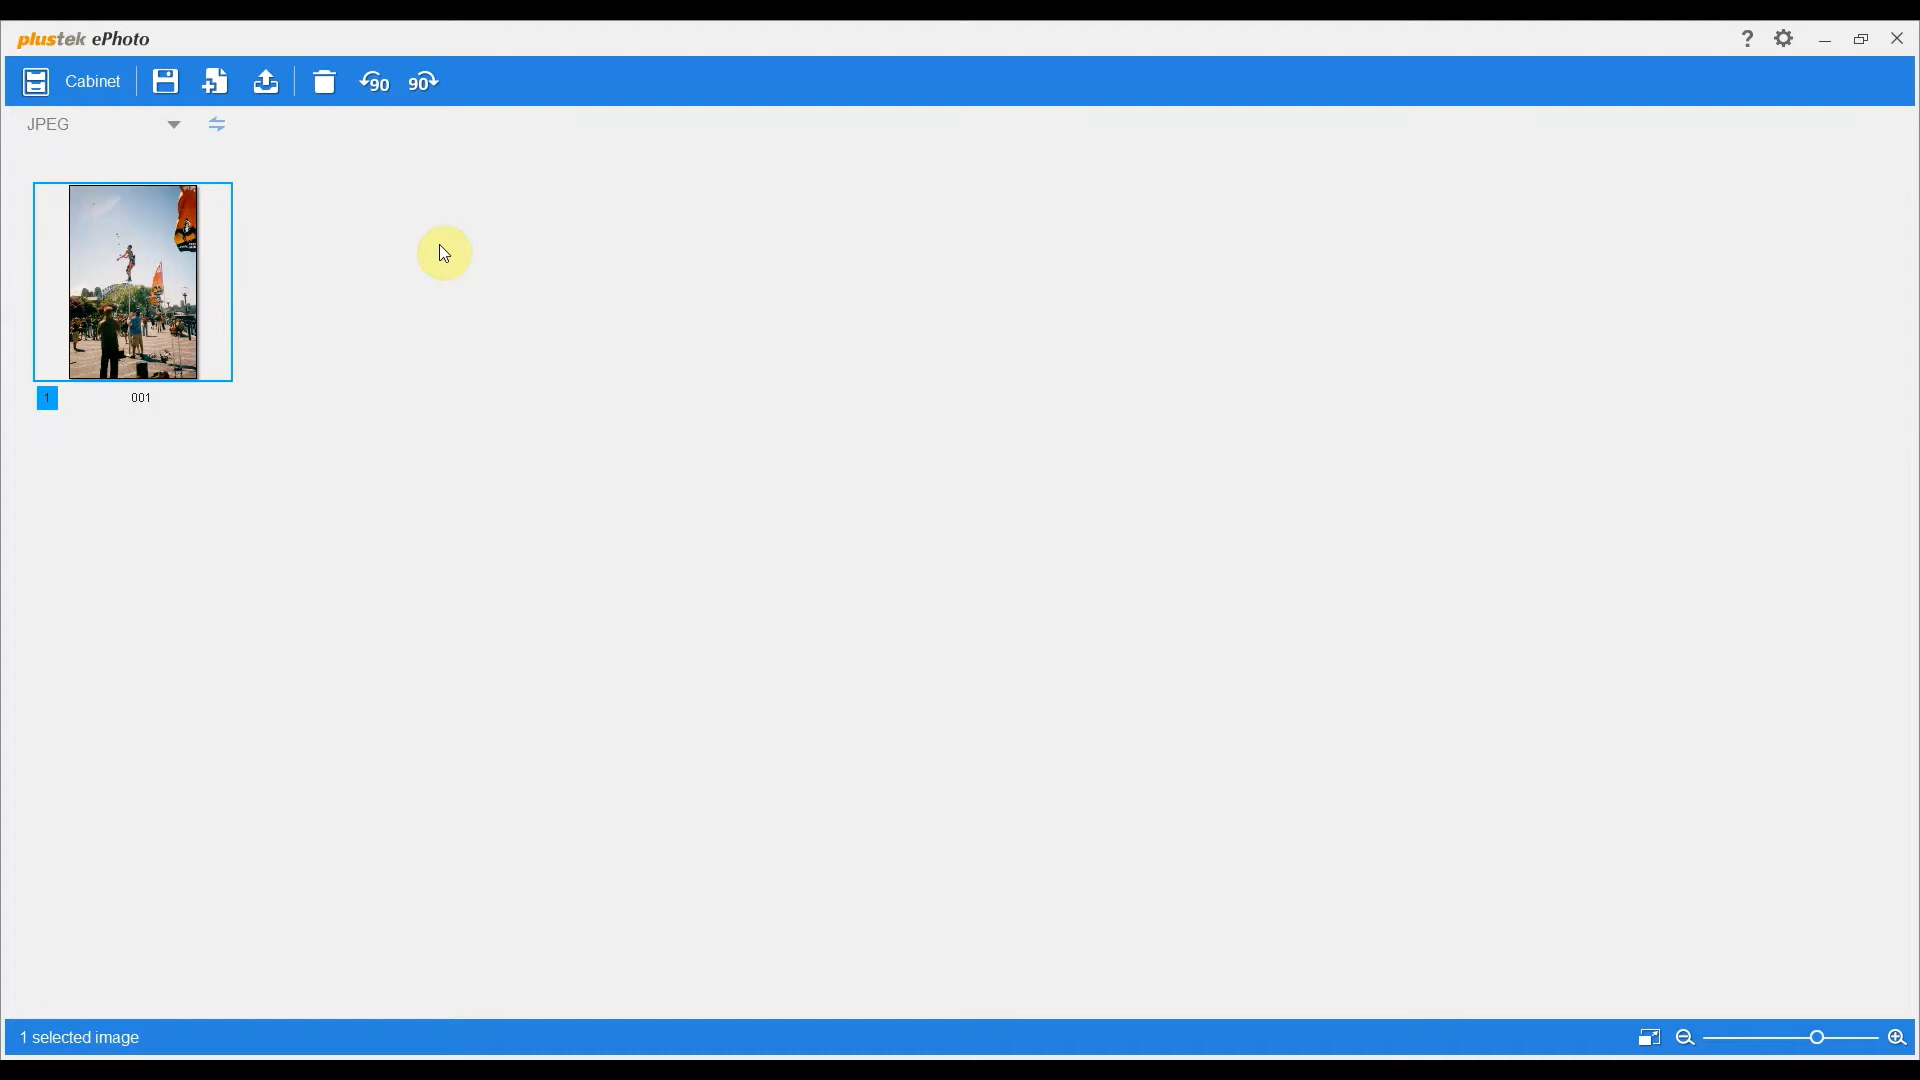 plustek ePhoto
?
Cabinet
90
90
JPEG
1
001
1 selected image